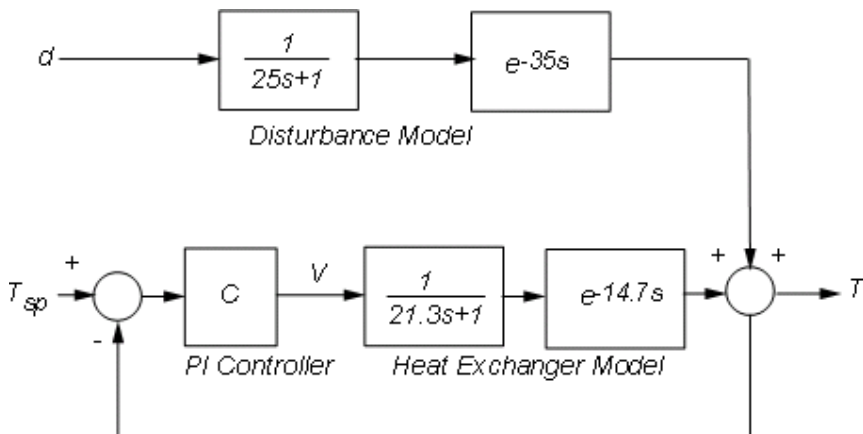 d
1
25s+1
e-35s
Disturbance Model
+
T sp
-
C
V
1
21.3s+1
e-14.7s
+ +
T
PI Controller
Heat Exchanger Model